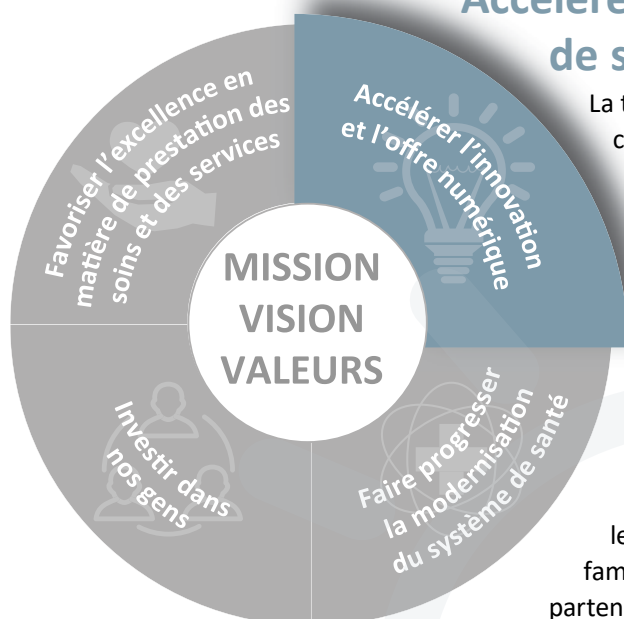 Accélére
de s
La t
c
Favoriser l'excellence en
matière de prestation des
soins et des services
Accélérer l'innovation
et l'offre numérique
MISSION
VISION
VALEURS
Investir dans
nos gens
Faire progresser
la modernisation
du système de santé
le
fam
parten